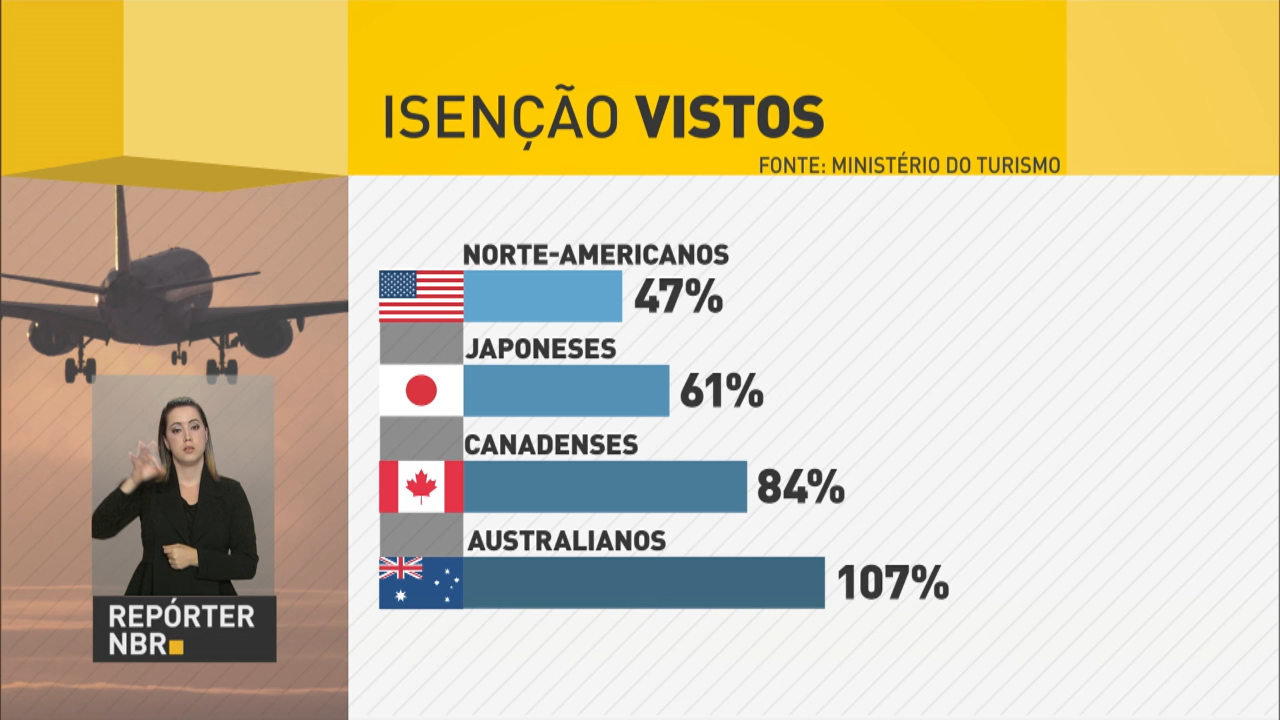 ISENÇÃO VISTOS
FONTE: MINISTÉRIO DO TURISMO
NORTE-AMERICANOS
47%
JAPONESES
61%
CANADENSES
84%
AUSTRALIANOS
107%
REPÓRTER
NBR